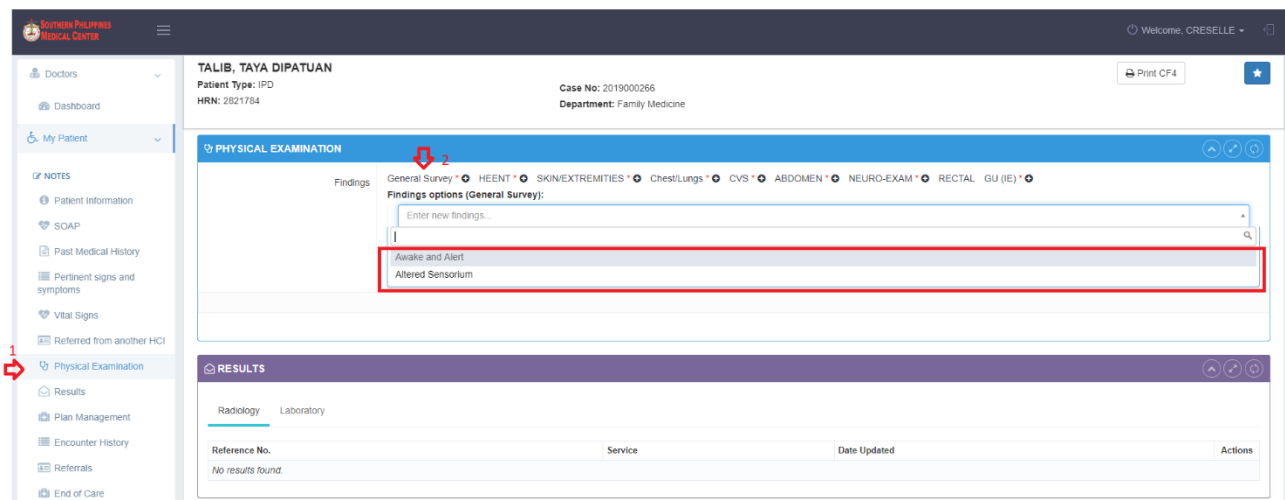 SOUTHERN PHILIPPINES
MEDICAL CENTER
Welcome, CRESELLE
Doctors
Dashboard
My Patient
NOTES
Patient Information
SOAP
Past Medical History
Pertinent signs and
symptoms
Vital Signs
Referred from another HCI
1
Physical Examination
Results
Plan Management
Encounter History
Referrals
End of Care
TALIB, TAYA DIPATUAN
Patient Type: IPD
HRN: 2821784
Case No: 2019000266
Department: Family Medicine
Print CF4
PHYSICAL EXAMINATION
2
Findings
General Survey * HEENT * SKIN/EXTREMITIES * Chest/Lungs * CVS * ABDOMEN * NEURO-EXAM * RECTAL GU (IE) *
Findings options (General Survey):
Enter new findings...
Awake and Alert
Altered Sensorium
RESULTS
Radiology Laboratory
Reference No. Service Date Updated Actions
No results found.